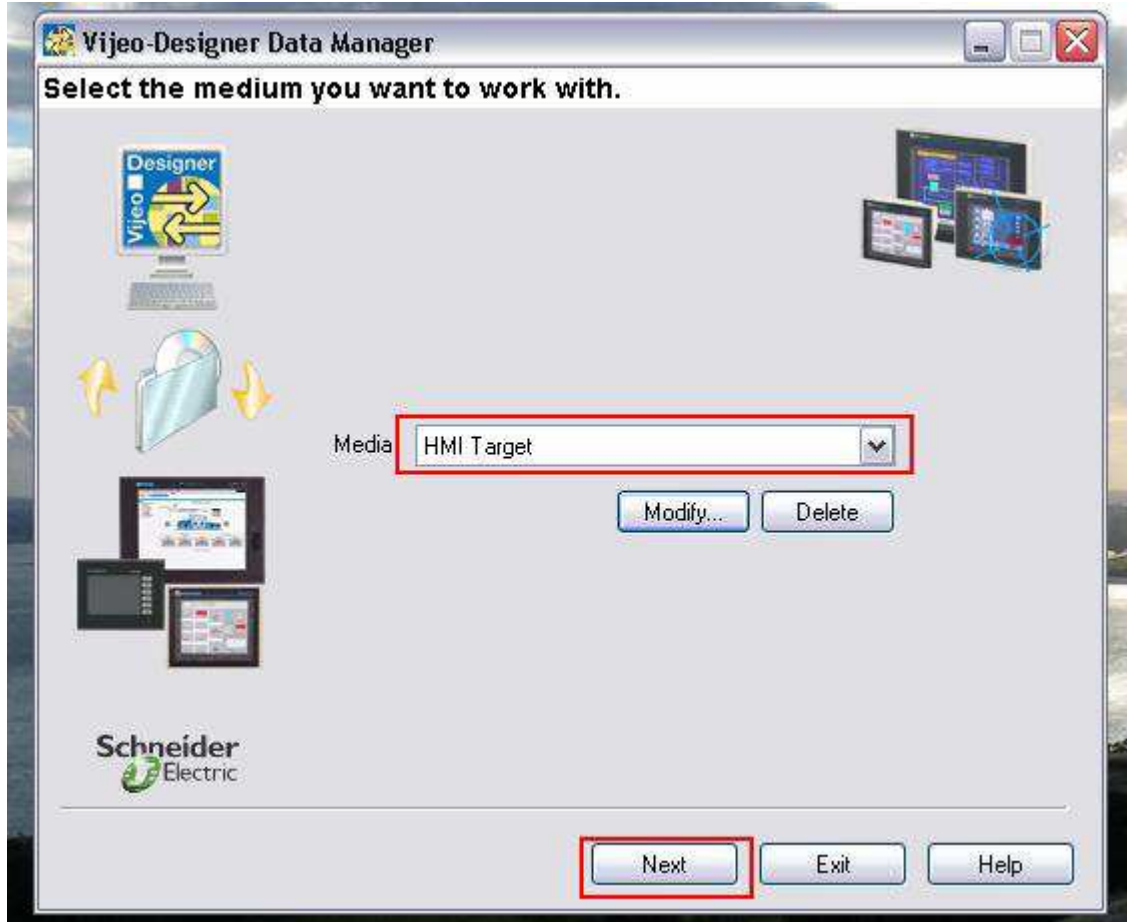 Vijeo-Designer Data Manager
Select the medium you want to work with.
Designer
Vijeo
Media HMI Target
Modify... Delete
Schneider
Electric
Next Exit Help